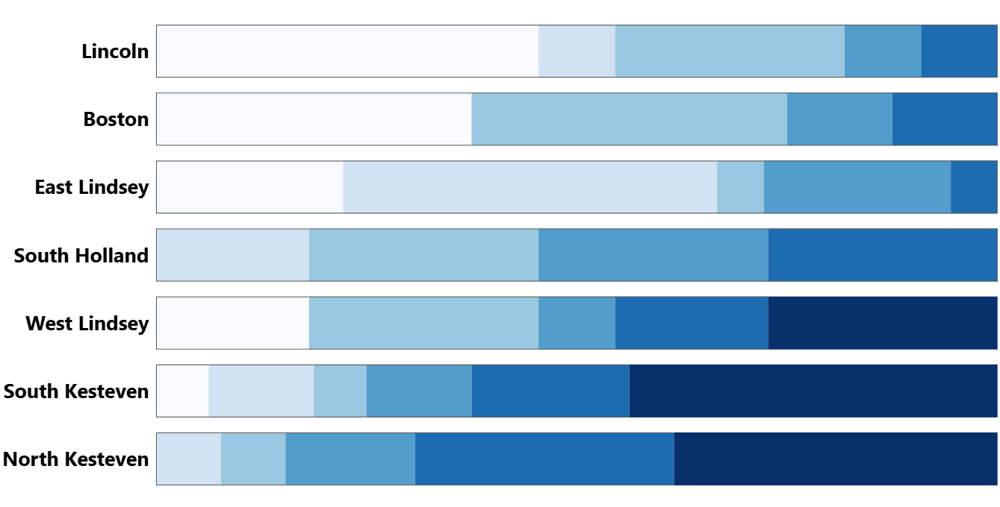 Lincoln
Boston
East Lindsey
South Holland
West Lindsey
South Kesteven
North Kesteven